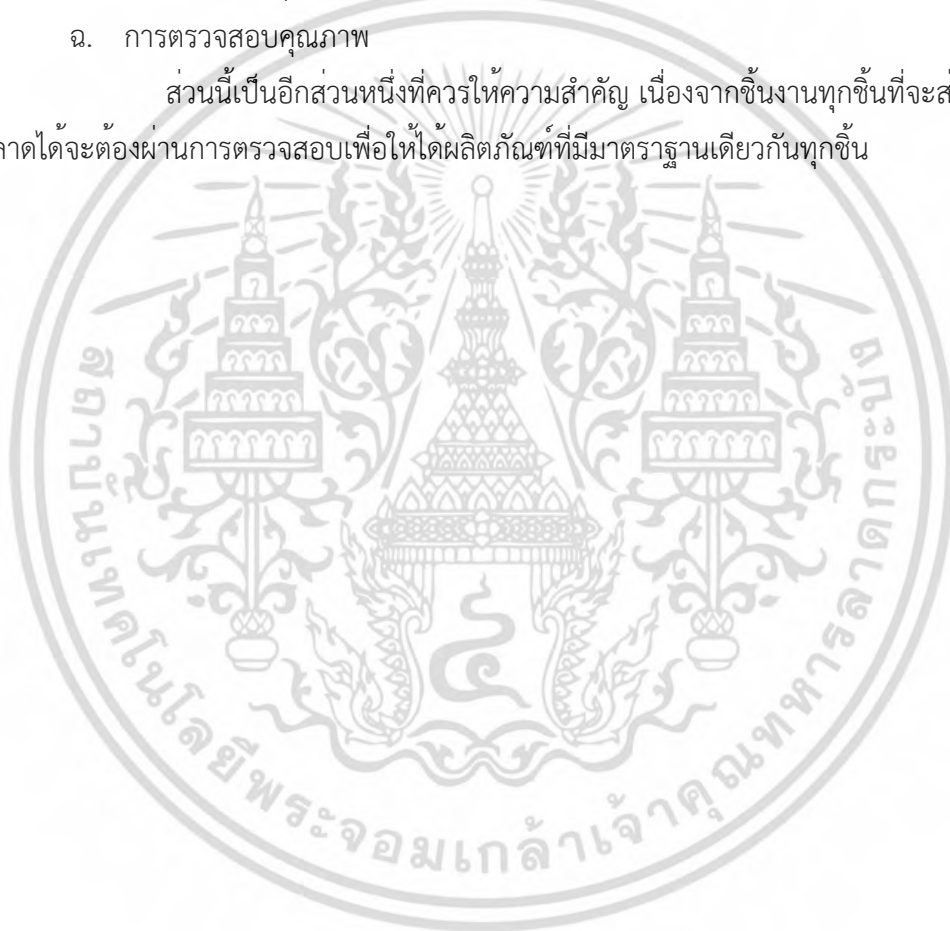 ฉ. การตรวจสอบคุณภาพ
ส่วนนี้เป็นอีกส่วนหนึ่งที่ควรให้ความสำคัญ เนื่องจากชิ้นงานทุกชิ้นที่จะส่
ลาดได้จะต้องผ่านการตรวจสอบเพื่อให้ได้ผลิตภัณฑ์ที่มีมาตราฐานเดียวกันทุกชิ้น
สถาบันเทคโนโลยีพระจอมเกล้าเจ้าคุณทหารลาดกระบัง
๔